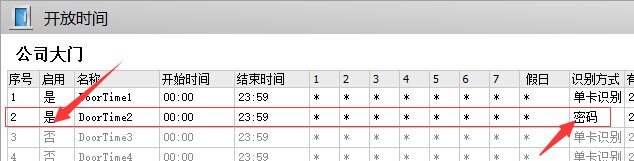 开放时间
公司大门
序号 启用 名称 开始时间 结束时间 1 2 3 4 5 6 7 假日 识别方式
1 是 DoorTime1 00:00 23:59 * * * * * * * * 单卡识别 2
2 是 DoorTime2 00:00 23:59 * * * * * * * * 密码 2
3 否 DoorTime3 00:00 23:59 * * * * * * * * 单卡识别 2
4 否 DoorTime4 00:00 23:59 * * * * * * * * 单卡识别 2